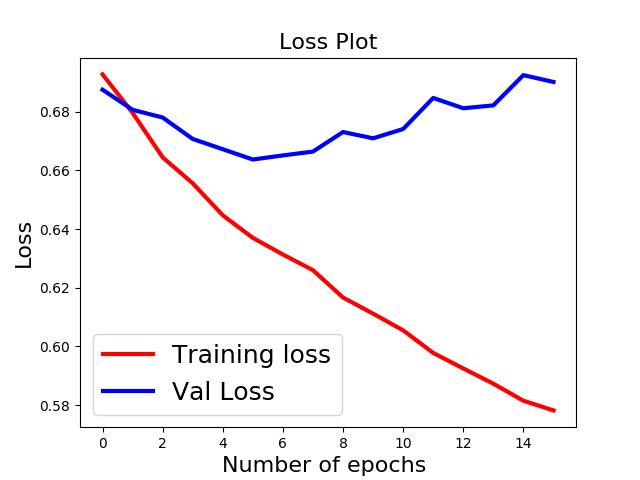 Loss Plot
Loss
0.68
0.66
0.64
0.62
0.60
0.58
Training loss
Val Loss
0 2 4 6 8 10 12 14
Number of epochs